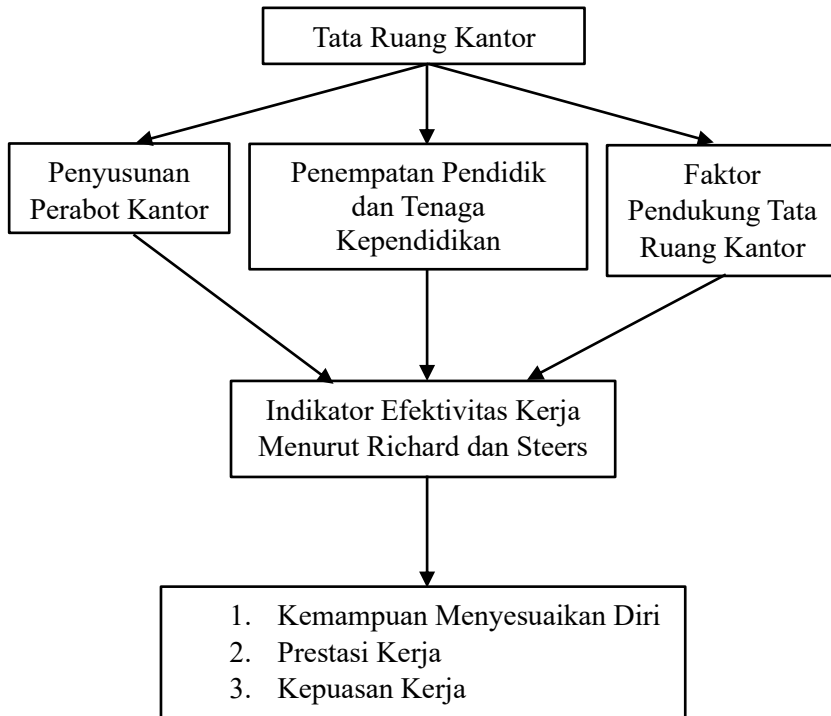 Tata Ruang Kantor
Penyusunan
Perabot Kantor
Penempatan Pendidik
dan Tenaga
Kependidikan
Faktor
Pendukung Tata
Ruang Kantor
Indikator Efektivitas Kerja
Menurut Richard dan Steers
1. Kemampuan Menyesuaikan Diri
2. Prestasi Kerja
3. Kepuasan Kerja